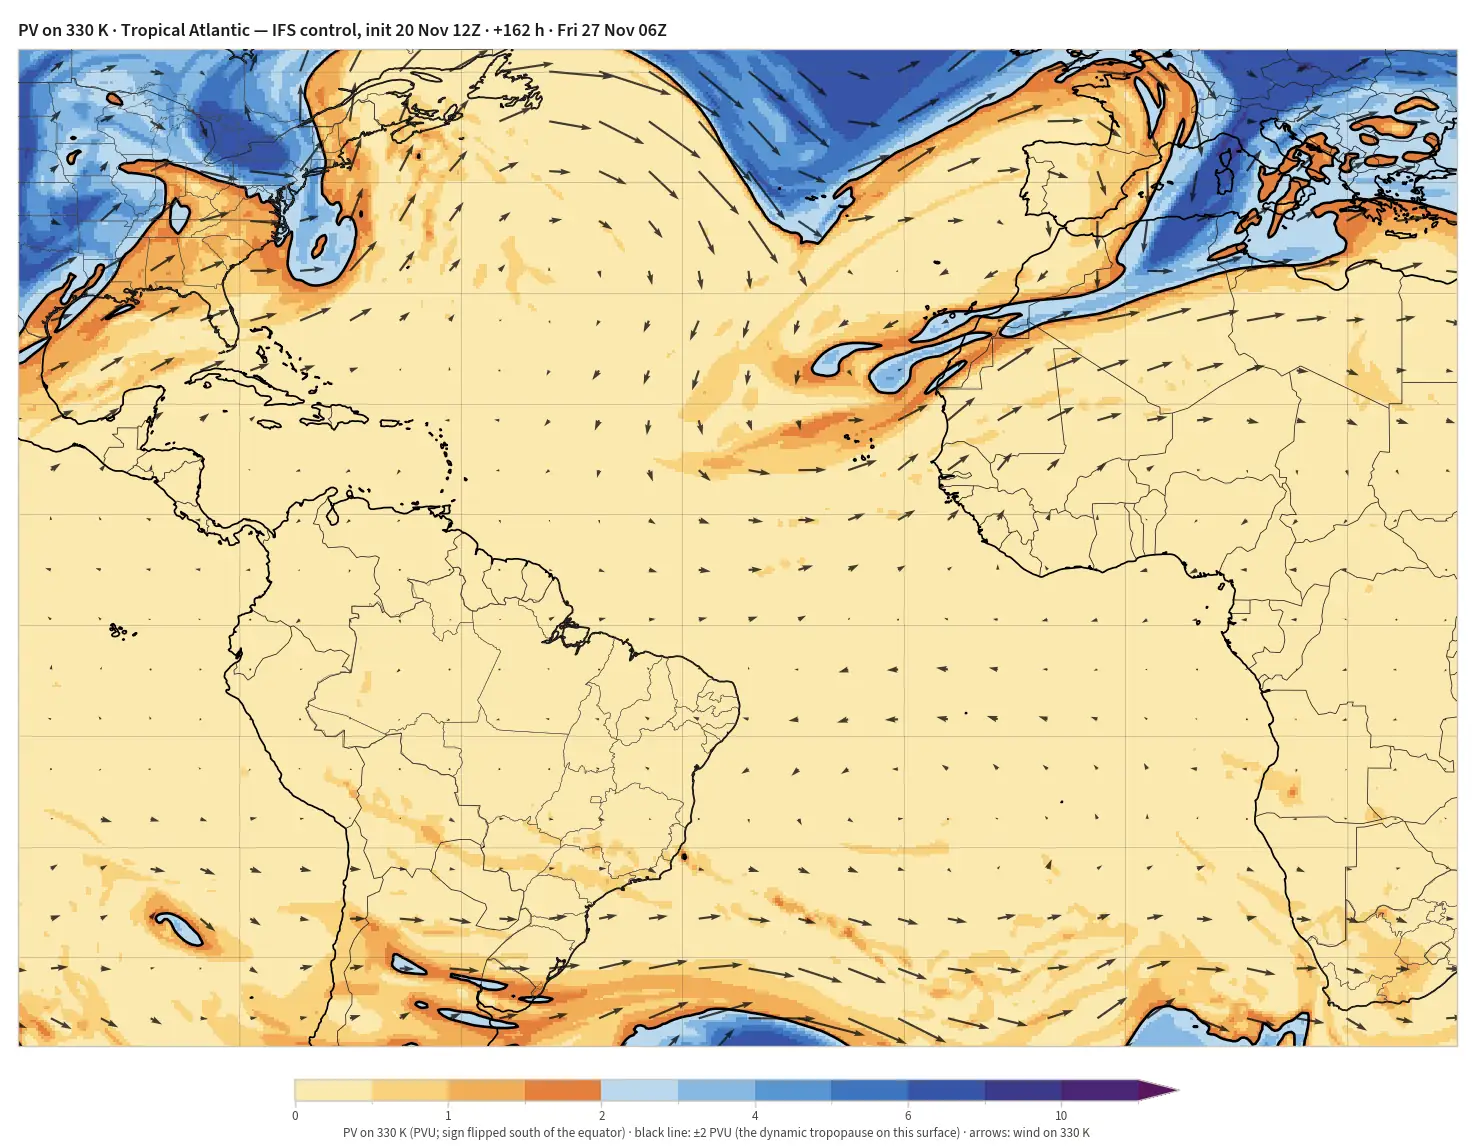 PV on 330 K · Tropical Atlantic — IFS control, init 20 Nov 12Z · +162 h · Fri 27 Nov 06Z
0 1 2 4 6 10
PV on 330 K (PVU; sign flipped south of the equator) · black line: ±2 PVU (the dynamic tropopause on this surface) · arrows: wind on 330 K